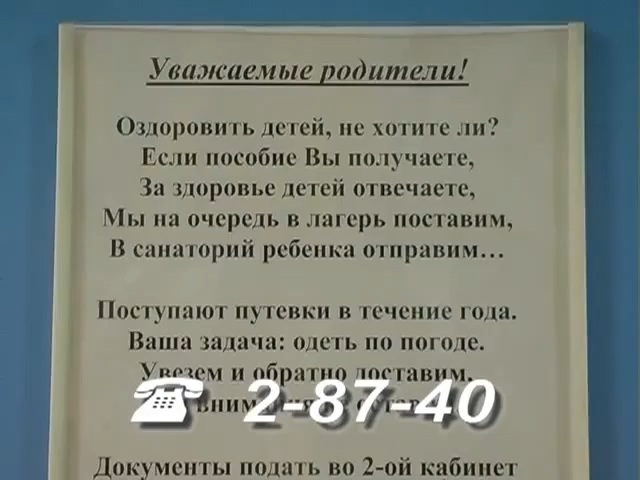 Уважаемые родители!
Оздоровить детей, не хотите ли?
Если пособие Вы получаете,
За здоровье детей отвечаете,
Мы на очередь в лагерь поставим,
В санаторий ребенка отправим…
Поступают путевки в течение года.
Ваша задача: одеть по погоде.
Увезем и обратно доставим,
2-87-40
Документы подать во 2-ой кабинет